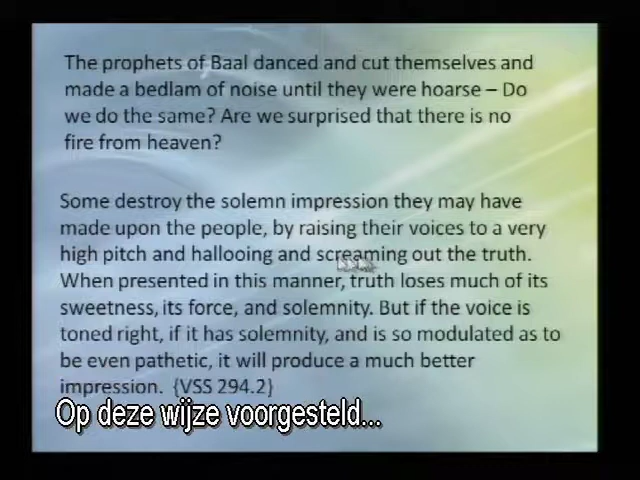 The prophets of Baal danced and cut themselves and
made a bedlam of noise until they were hoarse – Do
we do the same? Are we surprised that there is no
fire from heaven?
Some destroy the solemn impression they may have
made upon the people, by raising their voices to a very
high pitch and hallooing and screaming out the truth.
When presented in this manner, truth loses much of its
sweetness, its force, and solemnity. But if the voice is
toned right, if it has solemnity, and is so modulated as to
be even pathetic, it will produce a much better
impression. {VSS 294.2}
Op deze wijze voorgesteld...